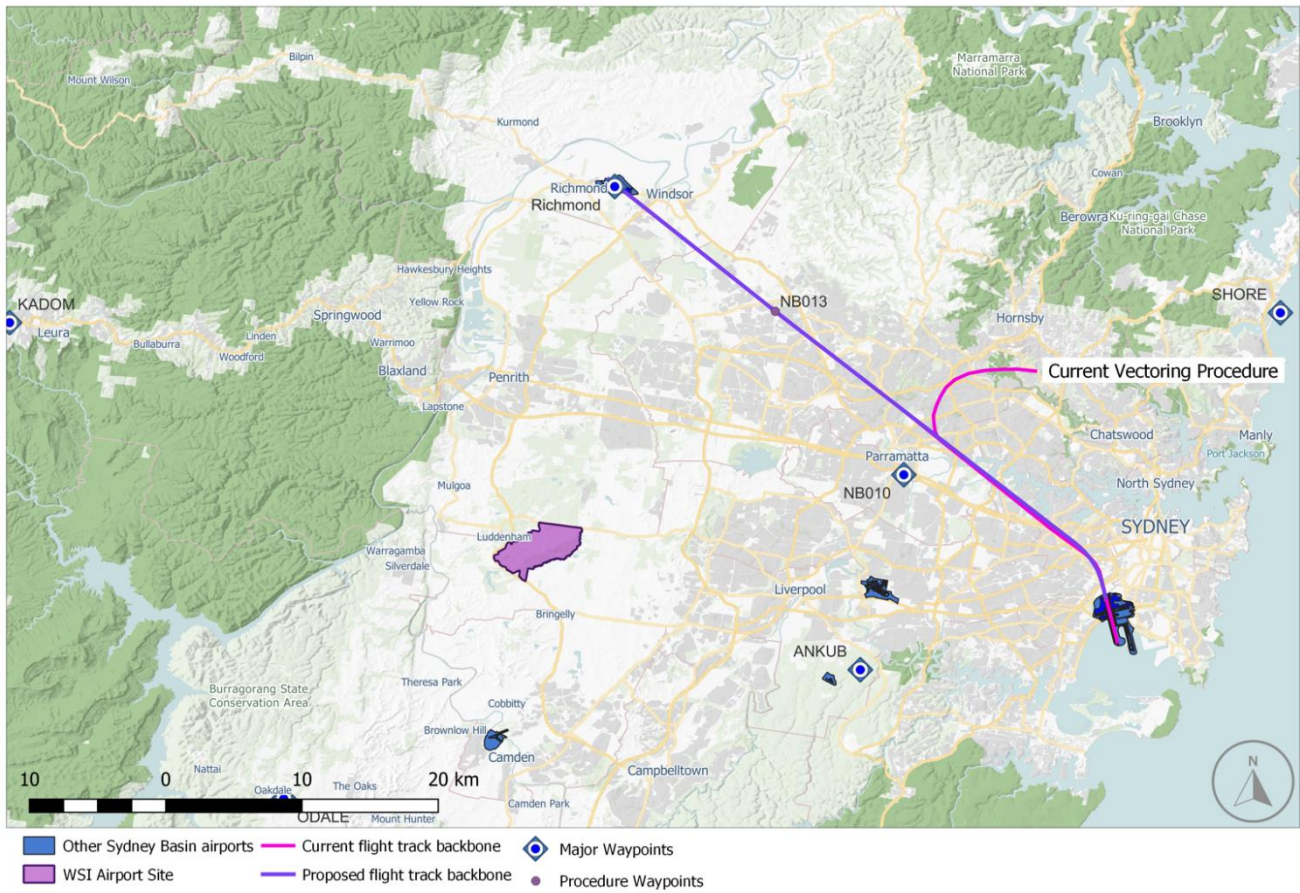 Marramarra
National Park
Bilpin
Mount Wilson
Brooklyn
Kurmond
Cowan
Richmond
Windsor
Richmond
Berowra
Ku-ring-gai Chase
National Park
Hawkesbury Heights
SHORE
KADOM
Yellow Rock
NB013
Springwood
Hornsby
Leura
Linden
Bullaburra
Warrimoo
Woodford
Blaxland
Penrith
Current Vectoring Procedure
Lapstone
Chatswood
Manly
Parramatta
Port Jackson
Mulgoa
North Sydney
NB010
SYDNEY
Luddenham
Warragamba
Silverdale
Liverpool
Bringelly
ANKUB
Theresa Park
Burragorang State
Conservation Area
Cobbitty
Brownlow Hill
Camden
N
Nattai
Campbelltown
10 0 10 20 km
Oakdale
The Oaks
Camden Park
ODALE
Mount Hunter
Other Sydney Basin airports
Current flight track backbone
Major Waypoints
WSI Airport Site
Proposed flight track backbone
Procedure Waypoints